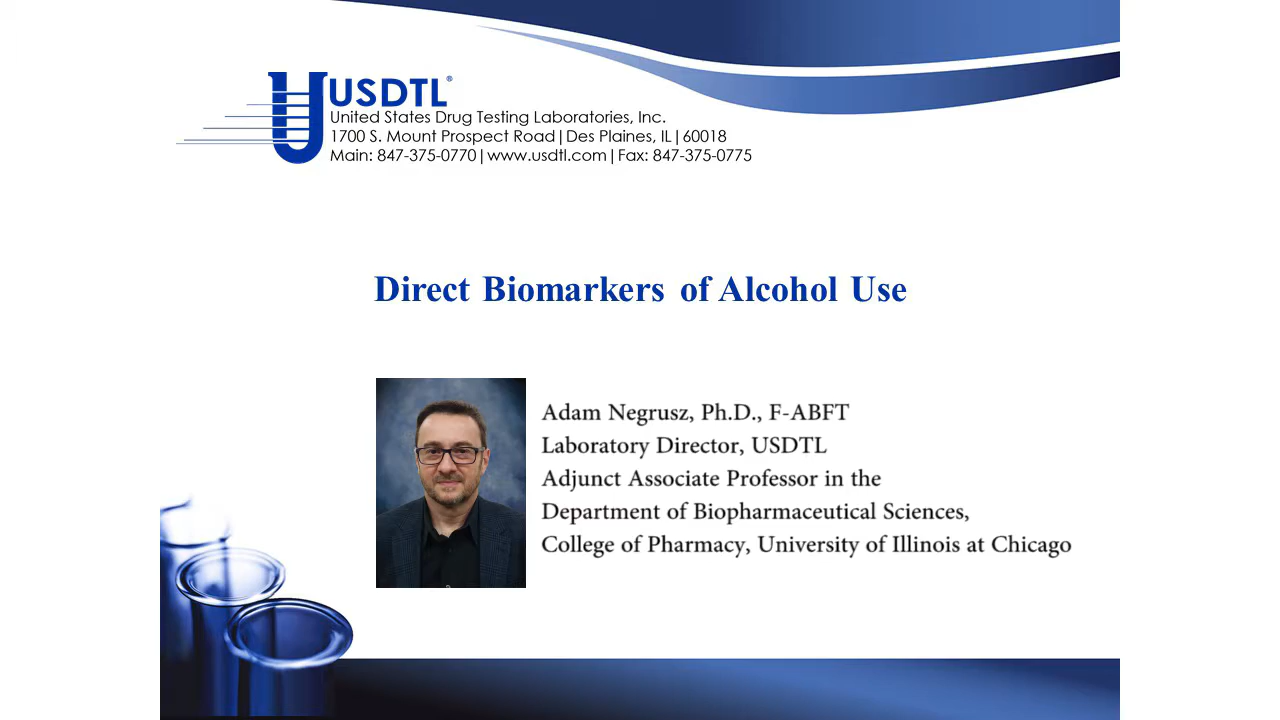 USDTL®
United States Drug Testing Laboratories, Inc.
1700 S. Mount Prospect Road|Des Plaines, IL|60018
Main: 847-375-0770|www.usdtl.com|Fax: 847-375-0775
Direct Biomarkers of Alcohol Use
Adam Negrusz, Ph.D., F-ABFT
Laboratory Director, USDTL
Adjunct Associate Professor in the
Department of Biopharmaceutical Sciences,
College of Pharmacy, University of Illinois at Chicago